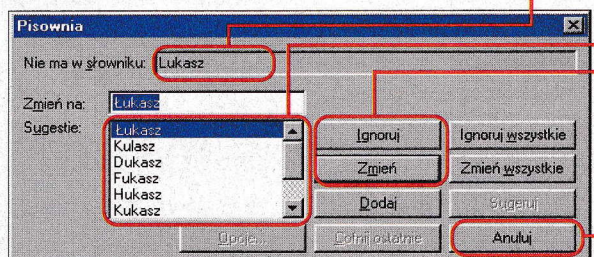 Pisownia
Nie ma w słowniku: Lukasz
Zmień na: Łukasz
Sugestie: Łukasz
Kulasz
Dukasz
Fukasz
Hukasz
Kukasz
Ignoruj Ignoruj wszystkie
Zmień Zmień wszystkie
Dodaj Sugeruj
Opcje... Cofnij ostatnie Anuluj